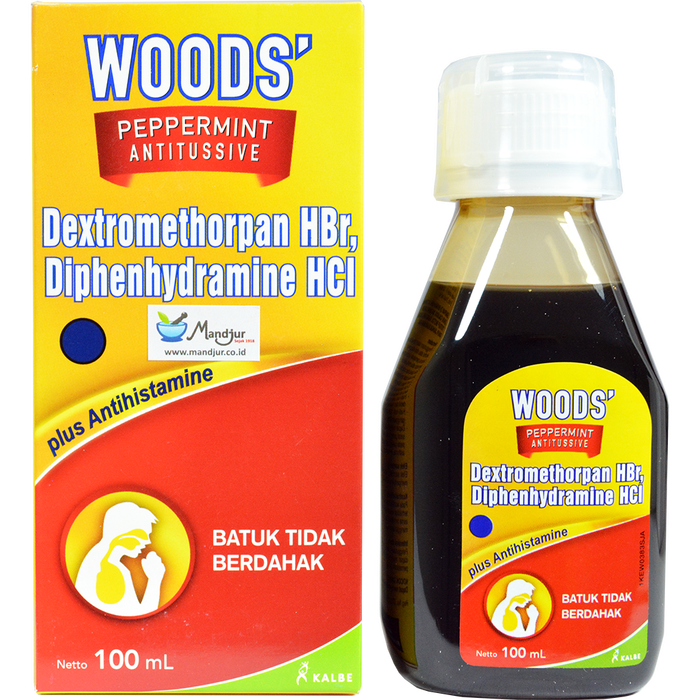 WOODS'
PEPPERMINT
ANTITUSSIVE
Dextromethorpan HBr,
Diphenhydramine HCl
Mandjur
www.mandjur.co.id
plus Antihistamine
BATUK TIDAK
BERDAHAK
Netto 100 mL
KALBE
WOODS'
PEPPERMINT
ANTITUSSIVE
Dextromethorpan HBr,
Diphenhydramine HCl
plus Antihistamine
BATUK TIDAK
BERDAHAK
Netto 100 mL
KALBE